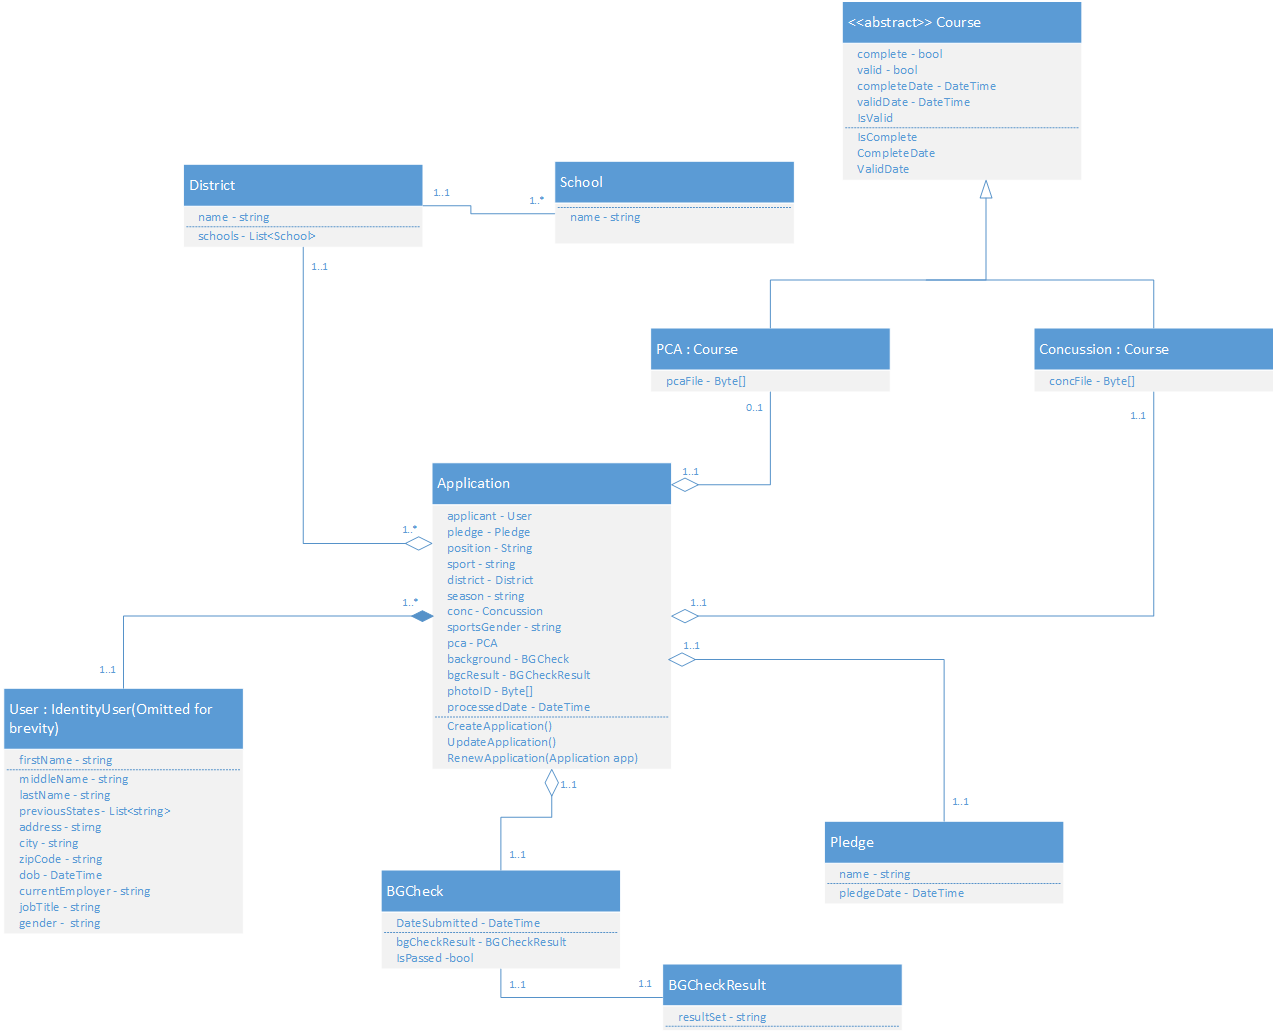 <<abstract>> Course
complete - bool
valid - bool
completeDate - DateTime
validDate - DateTime
IsValid
IsComplete
CompleteDate
ValidDate
District
name - string
schools - List<School>
1..1
1..*
School
name - string
1..1
PCA : Course
pcaFile - Byte[]
0..1
Concussion : Course
concFile - Byte[]
1..1
Application
applicant - User
pledge - Pledge
position - String
sport - string
district - District
season - string
conc - Concussion
sportsGender - string
pca - PCA
background - BGCheck
bgcResult - BGCheckResult
photoID - Byte[]
processedDate - DateTime
CreateApplication()
UpdateApplication()
RenewApplication(Application app)
1..1
1..*
1..*
1..1
1..1
1..1
1..1
User : IdentityUser(Omitted for
brevity)
firstName - string
middleName - string
lastName - string
previousStates - List<string>
address - stirng
city - string
zipCode - string
dob - DateTime
currentEmployer - string
jobTitle - string
gender - string
1..1
Pledge
name - string
pledgeDate - DateTime
1..1
BGCheck
DateSubmitted - DateTime
bgCheckResult - BGCheckResult
IsPassed -bool
1..1
1.1
BGCheckResult
resultSet - string